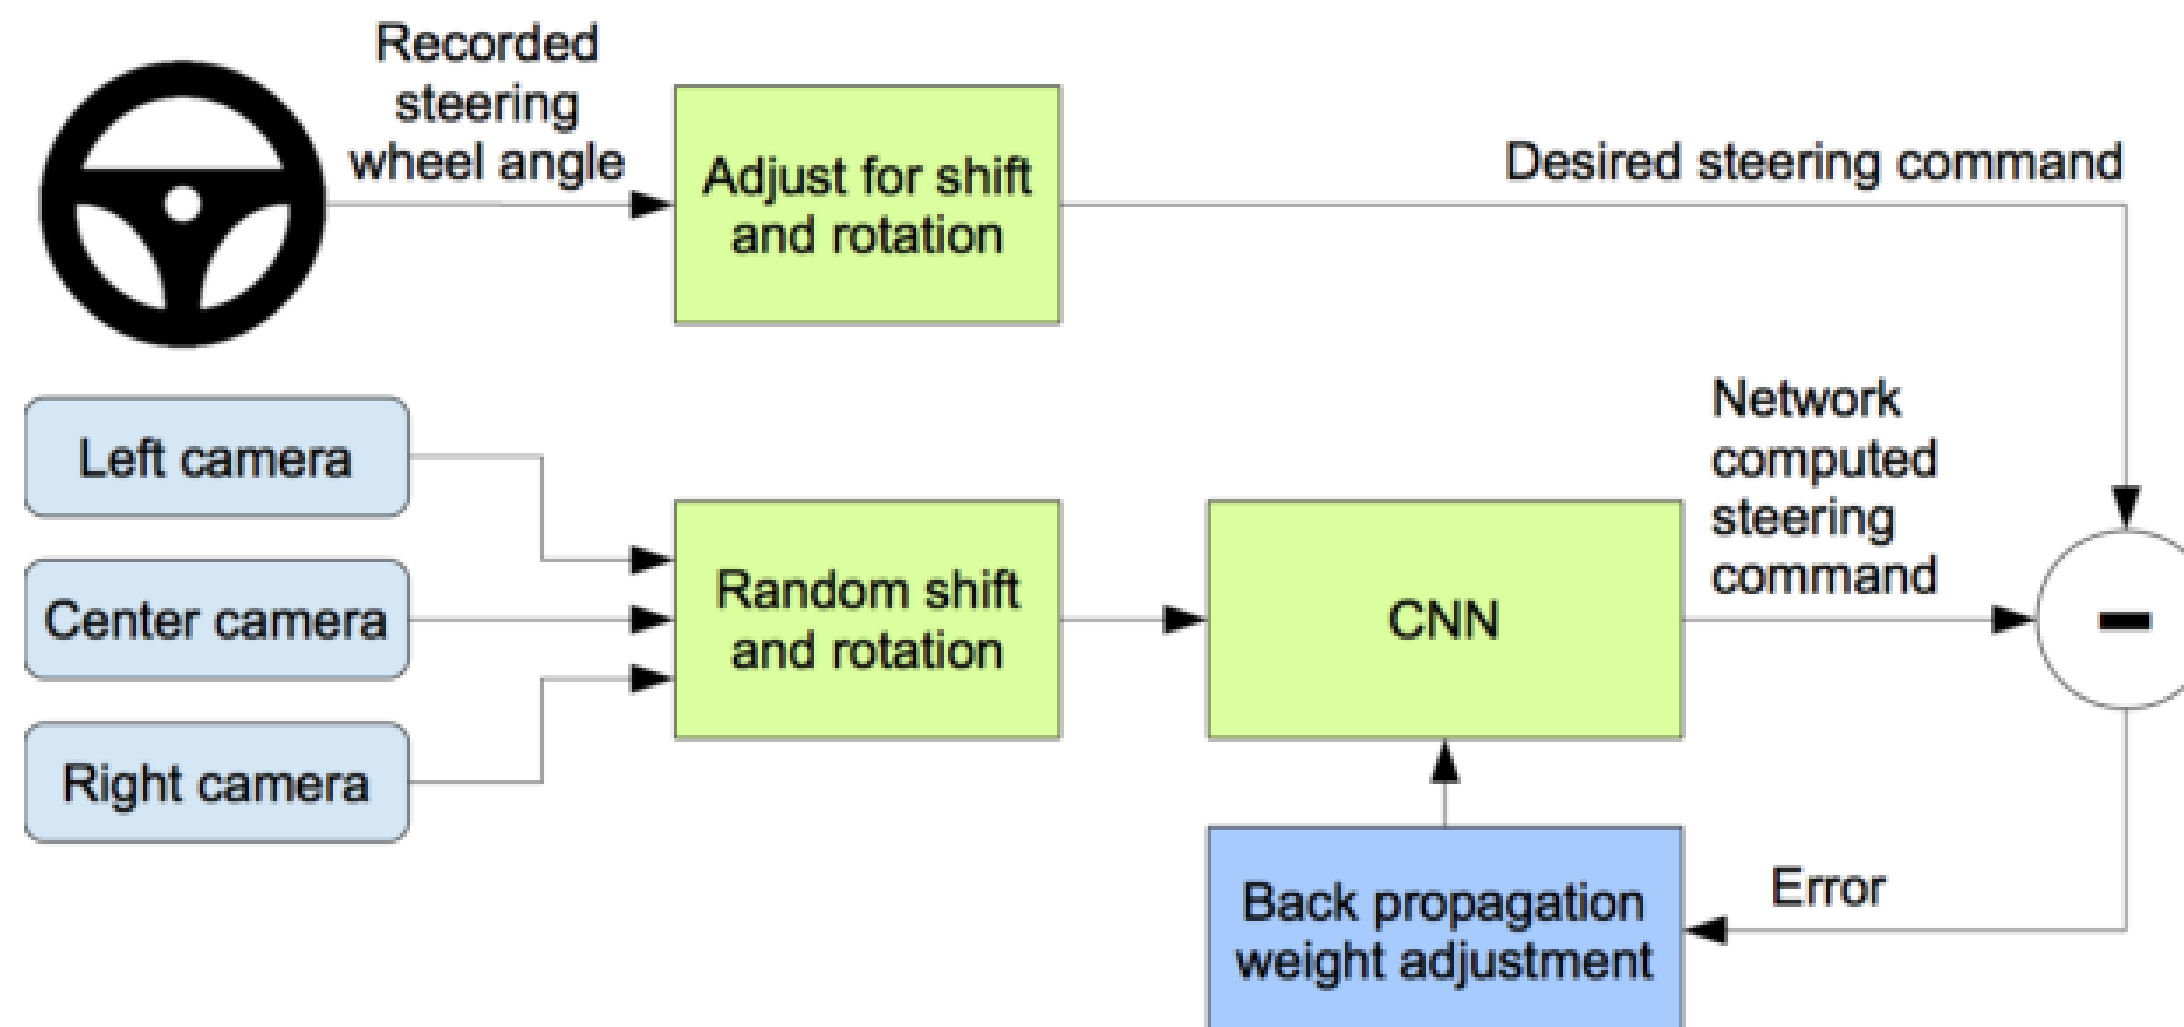 Recorded
steering
wheel angle
Adjust for shift
and rotation
Desired steering command
Left camera
Center camera
Right camera
Random shift
and rotation
CNN
Network
computed
steering
command
-
Back propagation
weight adjustment
Error